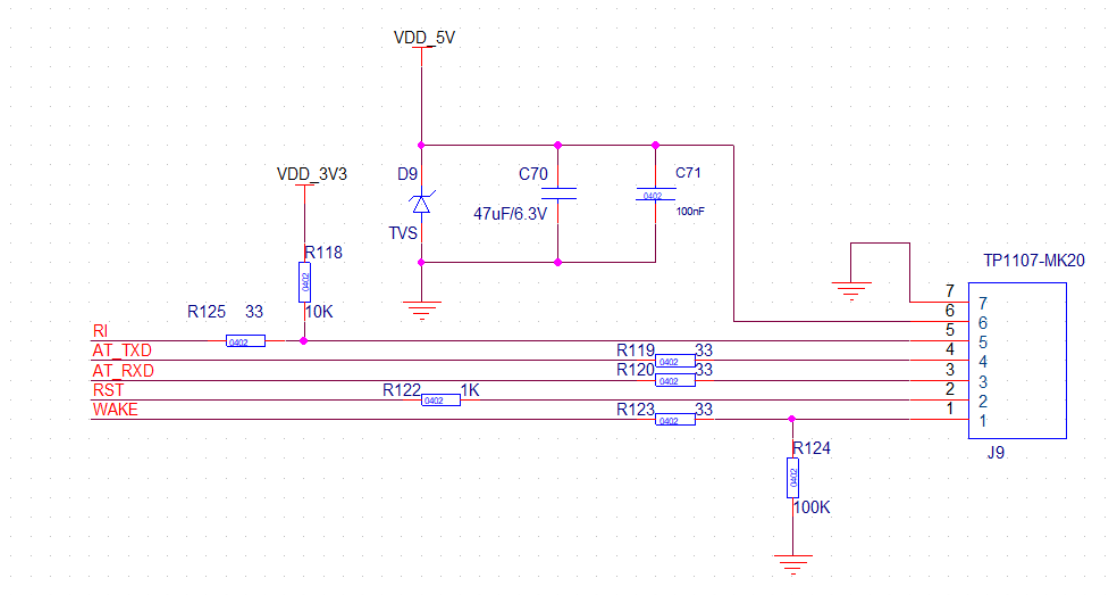 VDD_5V
VDD_3V3
D9
C70
C71
0402
47uF/6.3V
100nF
TVS
R118
0402
10K
TP1107-MK20
R125 33
0402
7 7
6 6
RI
5 5
AT_TXD
R119 33
0402
4 4
AT_RXD
R120 33
0402
3 3
RST
R122 1K
0402
2 2
WAKE
R123 33
0402
1 1
R124
0402
100K
J9